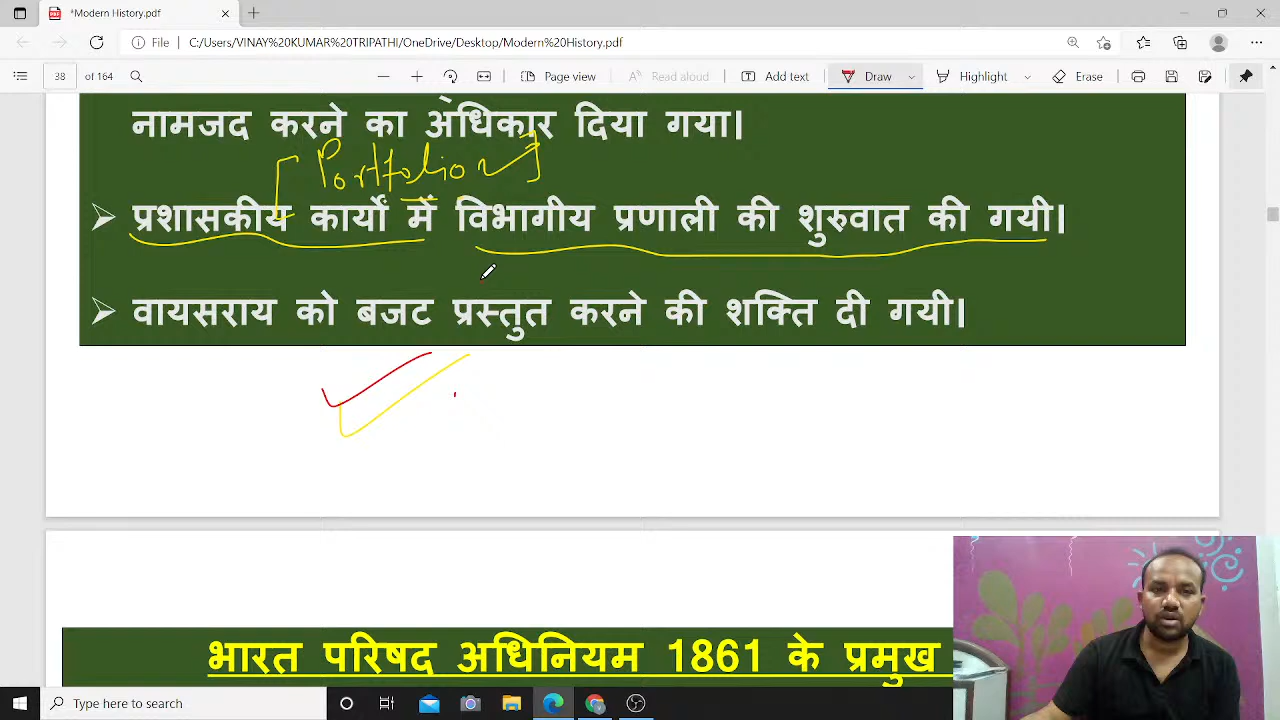 *Modern History.pdf
File C:/Users/VINAY%20KUMAR%20TRIPATHI/OneDrive/Desktop/Modern%20History.pdf
38 of 164 Page view Read aloud Add text Draw Highlight Erase
नामजद करने का अधिकार दिया गया।
[Portfolio]
➢ प्रशासकीय कार्यों में विभागीय प्रणाली की शुरुवात की गयी।
➢ वायसराय को बजट प्रस्तुत करने की शक्ति दी गयी।
भारत परिषद अधिनियम 1861 के प्रमुख
Type here to search